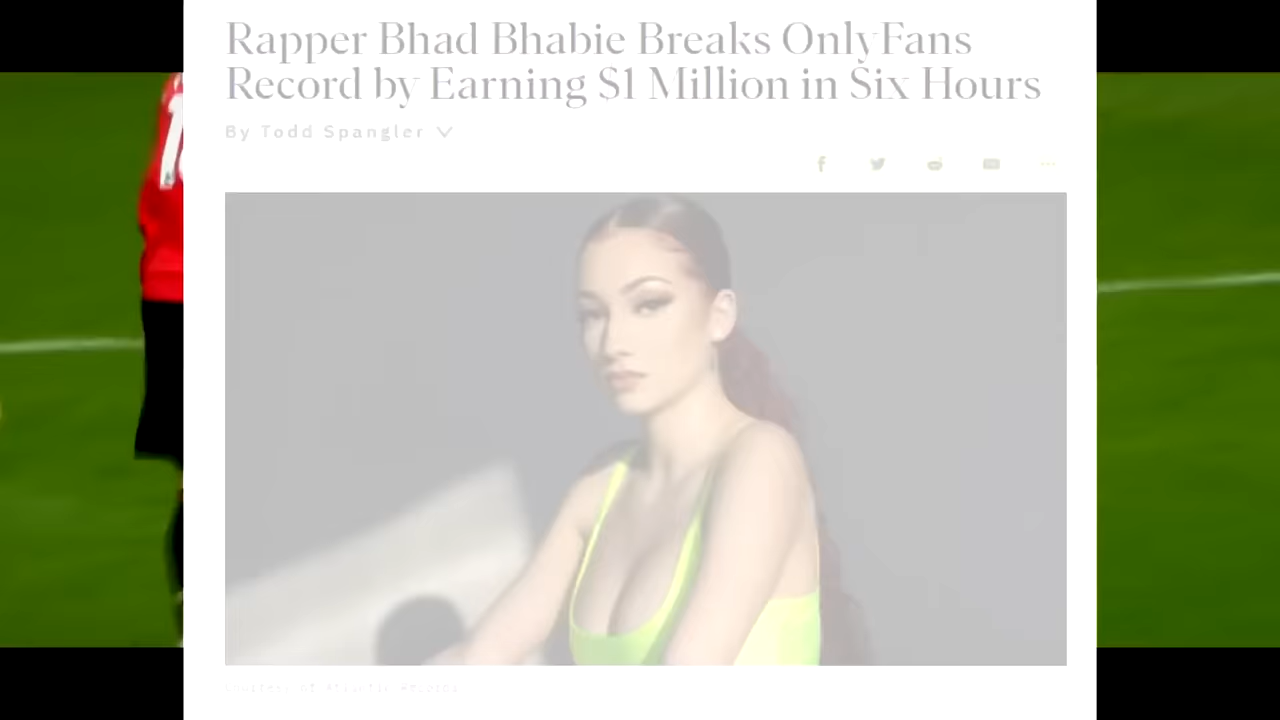 Rapper Bhad Bhabie Breaks OnlyFans
Record by Earning $1 Million in Six Hours
By Todd Spangler